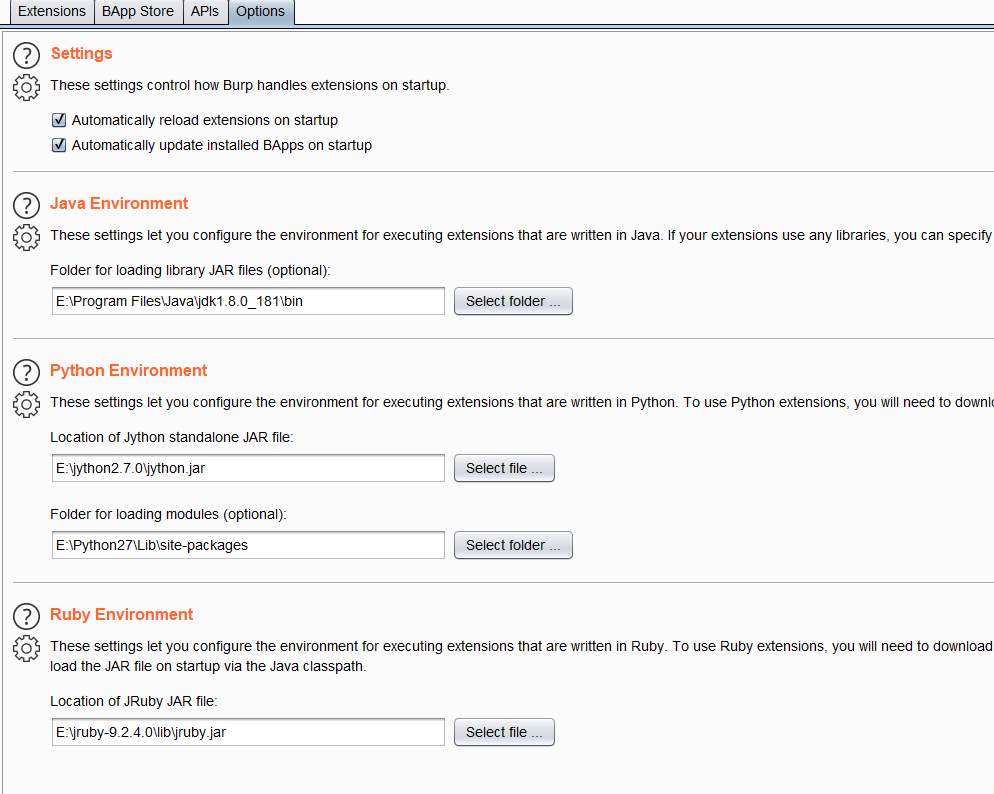 Extensions BApp Store APIs Options
Settings
These settings control how Burp handles extensions on startup.
Automatically reload extensions on startup
Automatically update installed BApps on startup
Java Environment
These settings let you configure the environment for executing extensions that are written in Java. If your extensions use any libraries, you can specify
Folder for loading library JAR files (optional):
E:\Program Files\Java\jdk1.8.0_181\bin Select folder ...
Python Environment
These settings let you configure the environment for executing extensions that are written in Python. To use Python extensions, you will need to downl
Location of Jython standalone JAR file:
E:\jython2.7.0\jython.jar Select file ...
Folder for loading modules (optional):
E:\Python27\Lib\site-packages Select folder ...
Ruby Environment
These settings let you configure the environment for executing extensions that are written in Ruby. To use Ruby extensions, you will need to download
load the JAR file on startup via the Java classpath.
Location of JRuby JAR file:
E:\jruby-9.2.4.0\lib\jruby.jar Select file ...